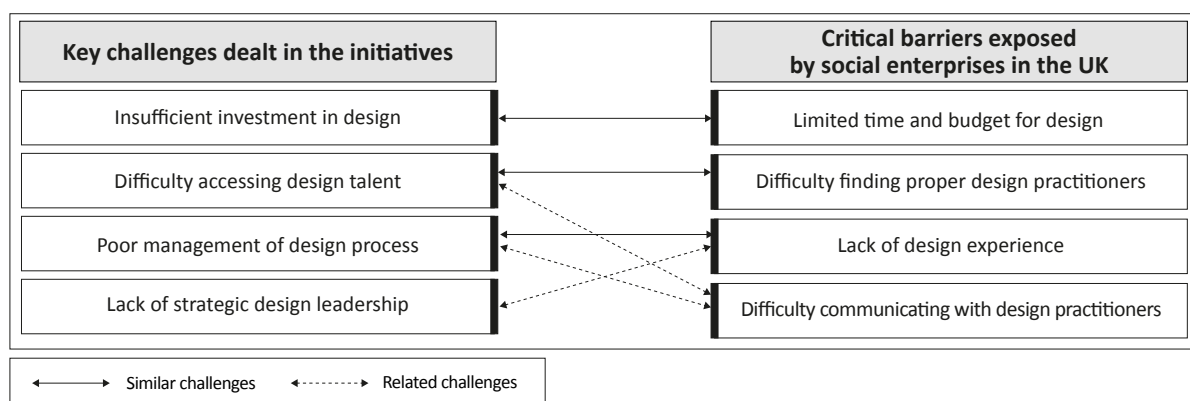 Key challenges dealt in the initiatives
Critical barriers exposed
by social enterprises in the UK
Insufficient investment in design
Limited time and budget for design
Difficulty accessing design talent
Difficulty finding proper design practitioners
Poor management of design process
Lack of design experience
Lack of strategic design leadership
Difficulty communicating with design practitioners
Similar challenges
Related challenges